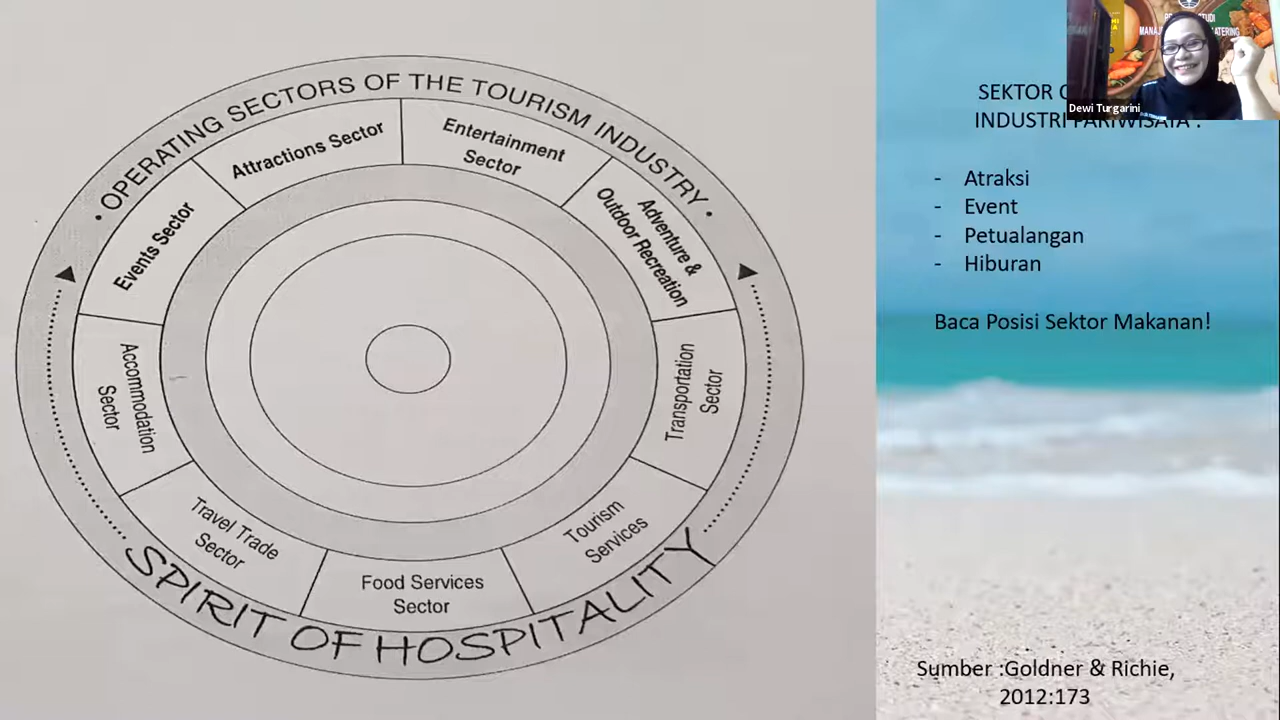 • OPERATING SECTORS OF THE TOURISM INDUSTRY •
Attractions Sector
Entertainment
Sector
Adventure &
Outdoor Recreation
Events Sector
Accommodation
Sector
Transportation
Sector
Travel Trade
Sector
Food Services
Sector
Tourism
Services
SPIRIT OF HOSPITALITY
Dewi Turgarini
SEKTOR
INDUSTRI PARIWISATA :
- Atraksi
- Event
- Petualangan
- Hiburan
Baca Posisi Sektor Makanan!
Sumber :Goldner & Richie,
2012:173